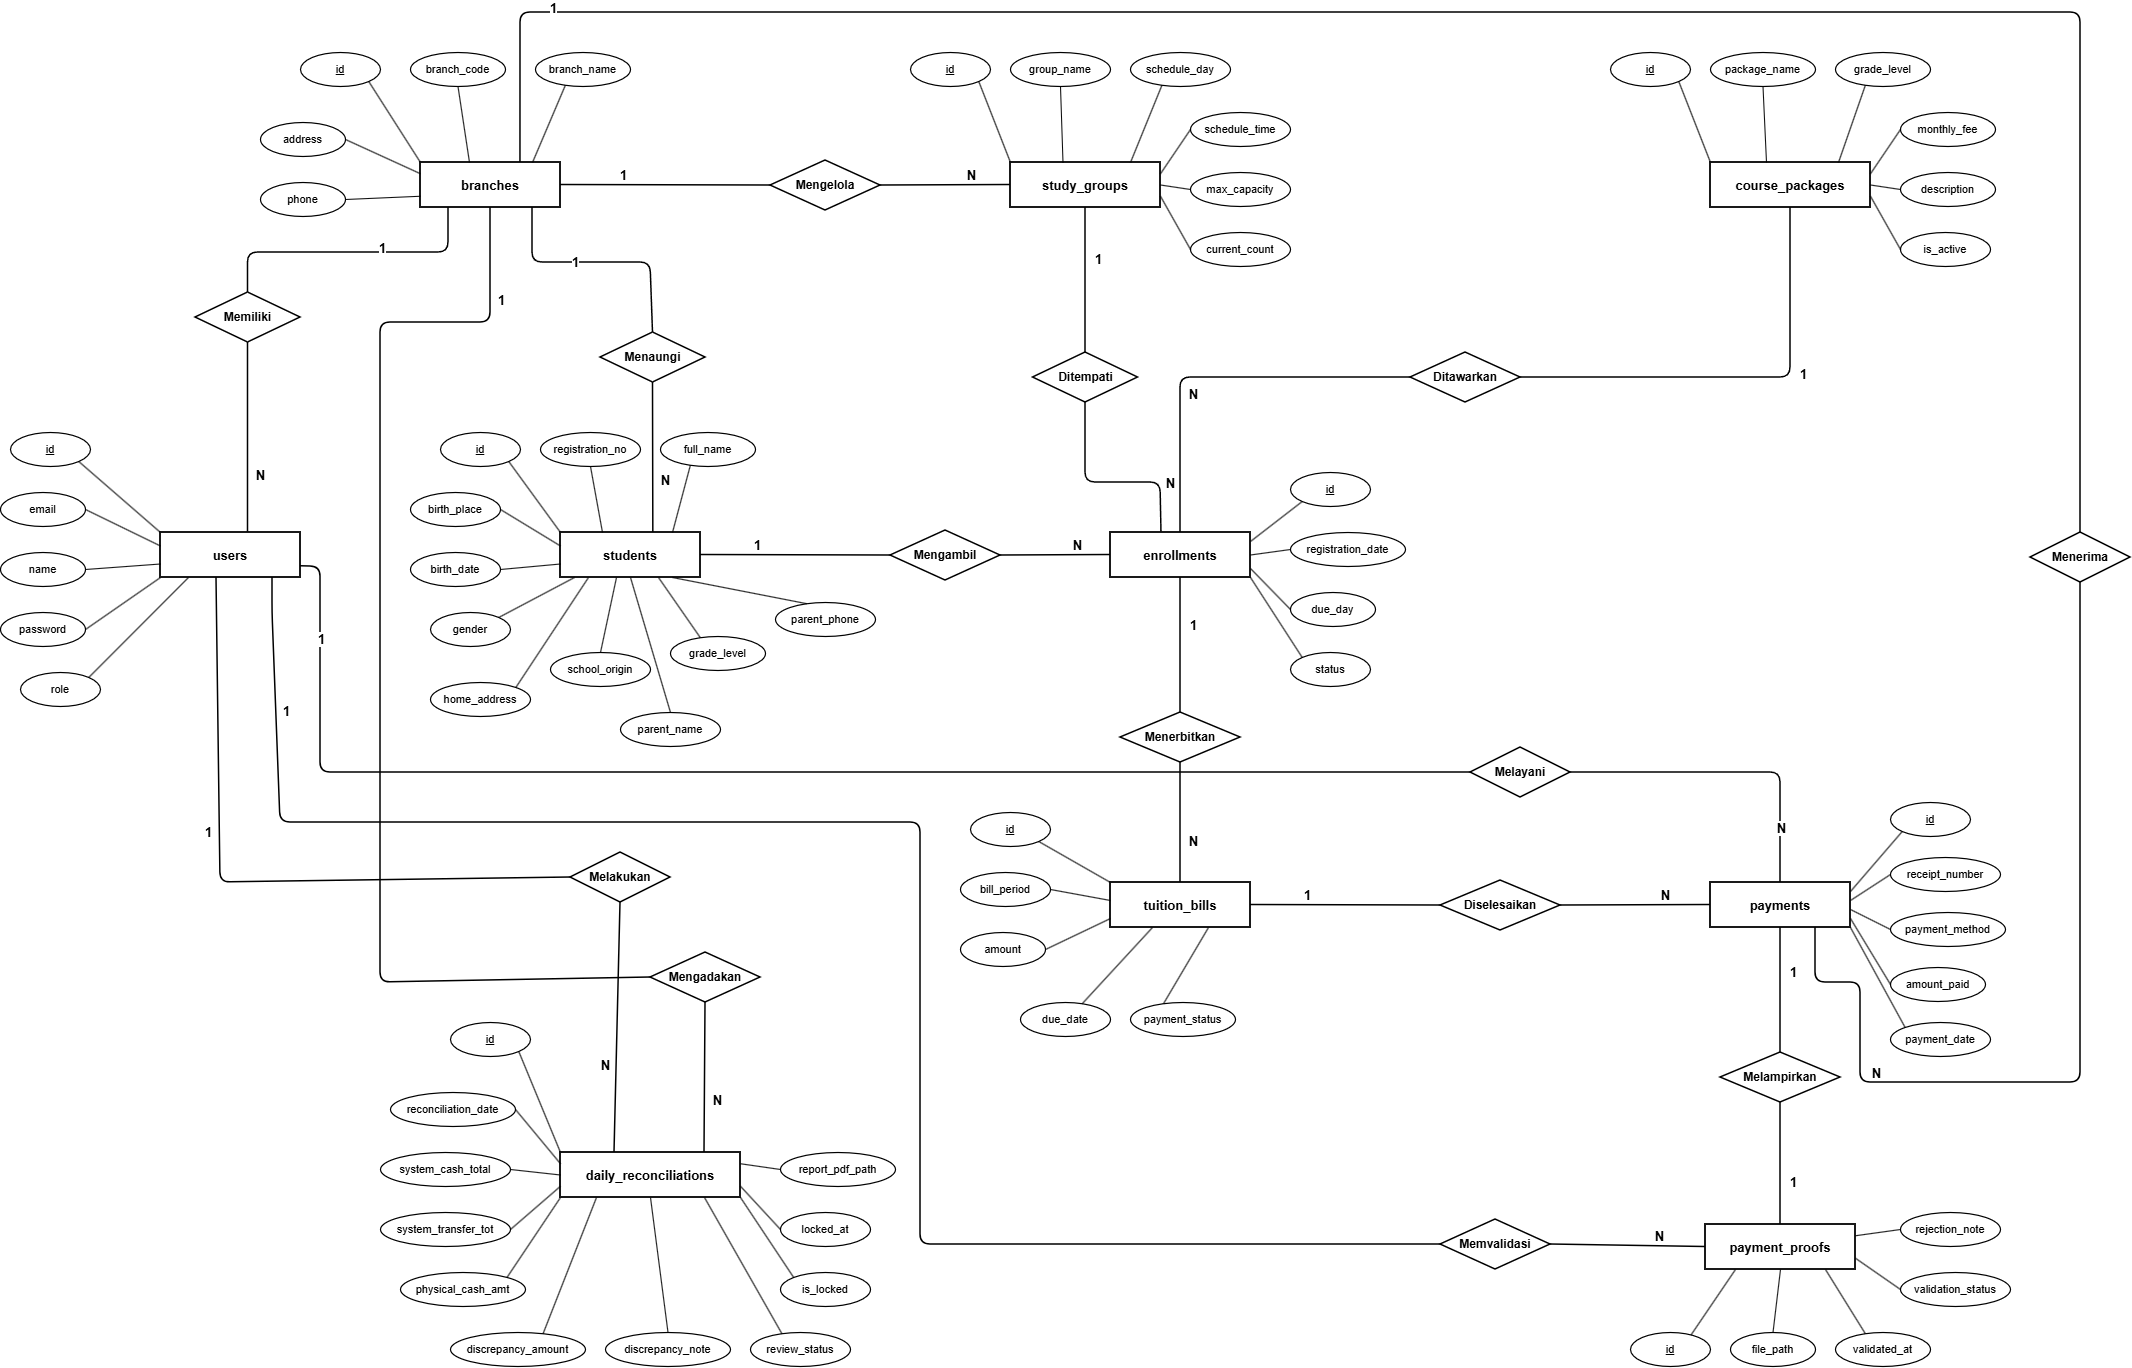 1
id
branch_code
branch_name
id
group_name
schedule_day
id
package_name
grade_level
address
schedule_time
monthly_fee
phone
branches
1
Mengelola
N
study_groups
max_capacity
course_packages
description
current_count
is_active
1
1
1
1
Memiliki
Menaungi
Ditempati
Ditawarkan
1
N
id
id
registration_no
full_name
N
N
N
id
email
birth_place
name
users
birth_date
students
1
Mengambil
N
enrollments
registration_date
Menerima
password
gender
parent_phone
1
due_day
role
1
home_address
school_origin
grade_level
status
1
parent_name
Menerbitkan
Melayani
1
id
N
N
id
Melakukan
bill_period
tuition_bills
1
Diselesaikan
N
payments
receipt_number
amount
payment_method
Mengadakan
1
amount_paid
id
due_date
payment_status
payment_date
N
Melampirkan
N
N
reconciliation_date
system_cash_total
daily_reconciliations
report_pdf_path
1
system_transfer_tot
locked_at
Memvalidasi
N
payment_proofs
rejection_note
physical_cash_amt
is_locked
validation_status
discrepancy_amount
discrepancy_note
review_status
id
file_path
validated_at